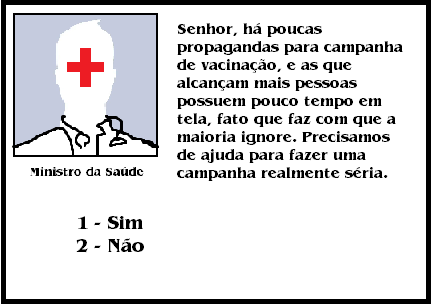 Senhor, há poucas
propagandas para campanha
de vacinação, e as que
alcançam mais pessoas
possuem pouco tempo em
tela, fato que faz com que a
maioria ignore. Precisamos
de ajuda para fazer uma
campanha realmente séria.
Ministro da Saúde
1 - Sim
2 - Não